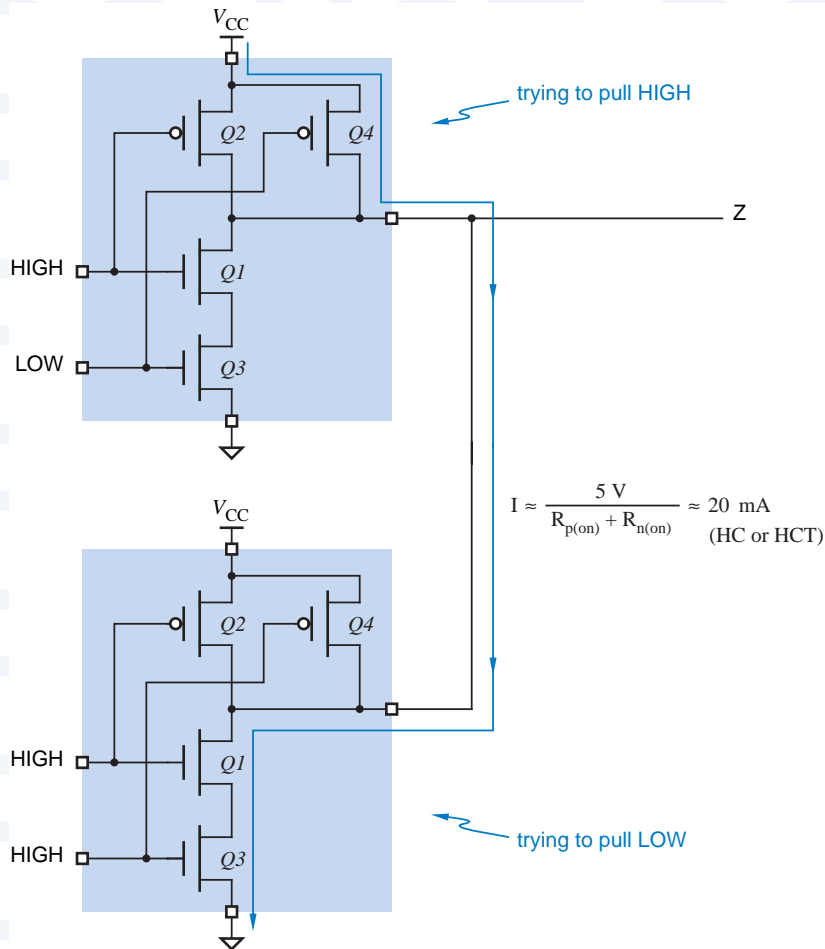 VCC
trying to pull HIGH
Q2
Q4
Z
HIGH
Q1
LOW
Q3
I ≈ 5 V / Rp(on) + Rn(on) ≈ 20 mA
(HC or HCT)
VCC
Q2
Q4
HIGH
Q1
HIGH
Q3
trying to pull LOW